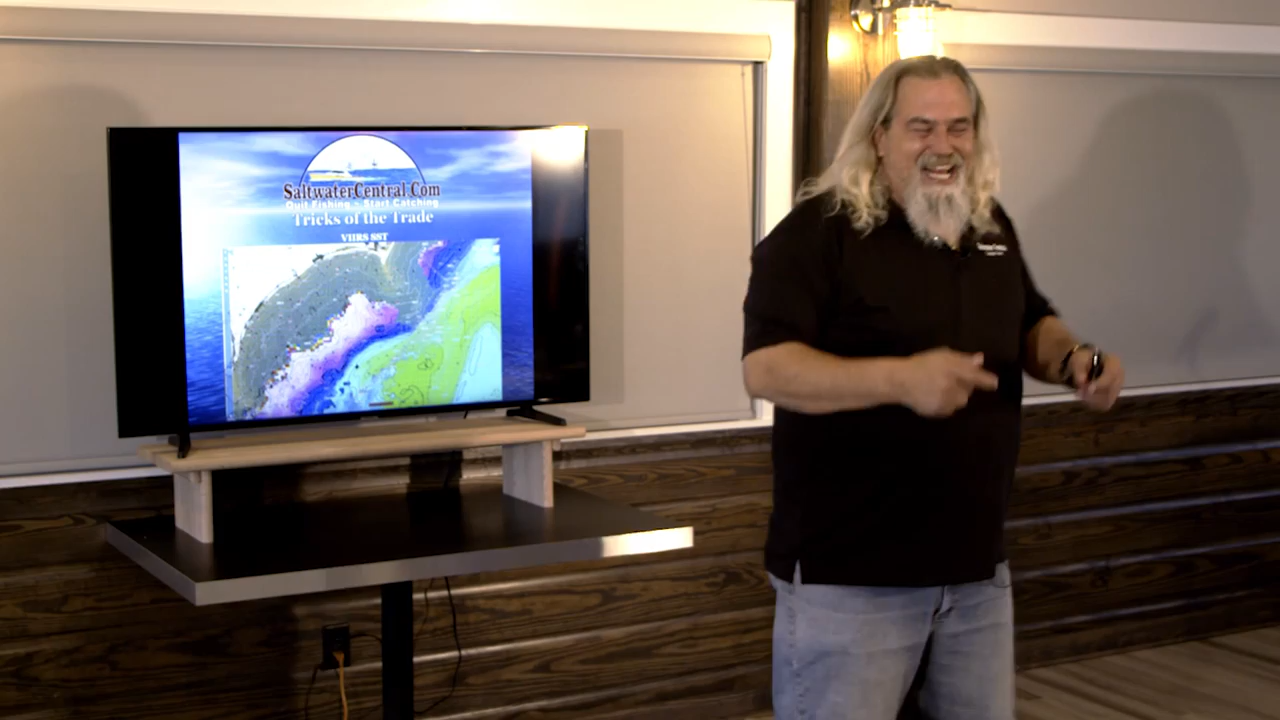 SaltwaterCentral.Com
Quit Fishing ~ Start Catching
Tricks of the Trade
VIIRS SST